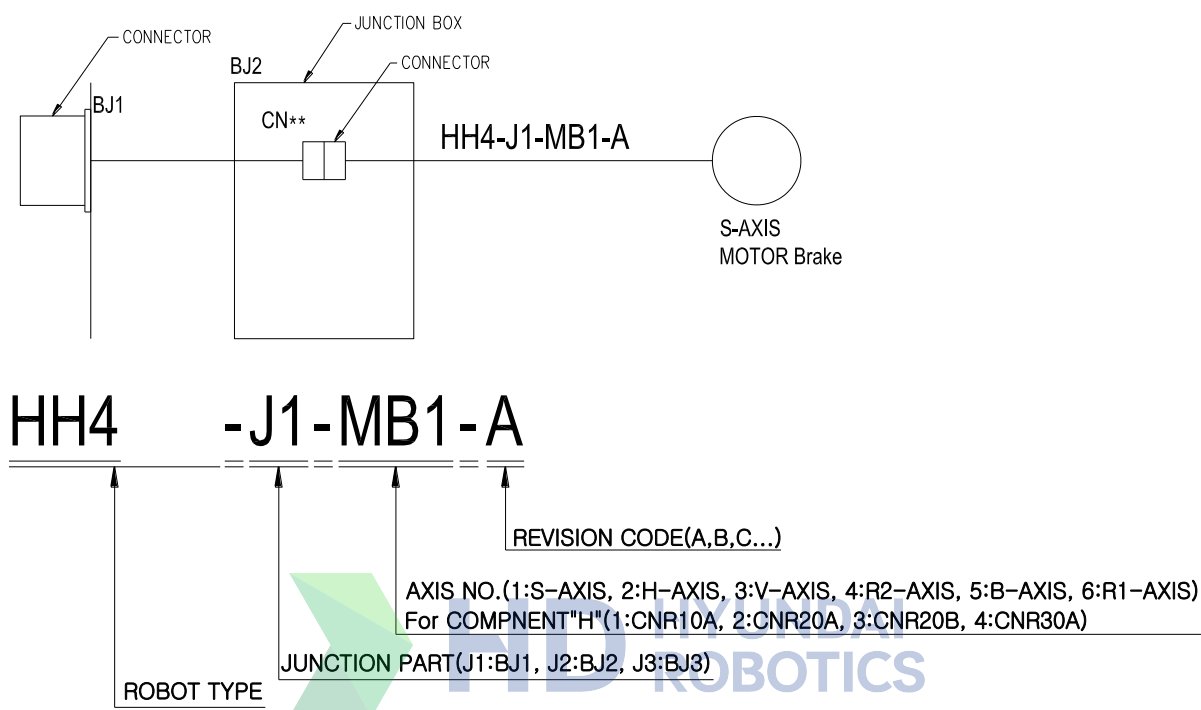 CONNECTOR
JUNCTION BOX
BJ2
CONNECTOR
BJ1
CN**
HH4-J1-MB1-A
S-AXIS
MOTOR Brake
HH4 -J1-MB1-A
REVISION CODE(A,B,C...)
AXIS NO.(1:S-AXIS, 2:H-AXIS, 3:V-AXIS, 4:R2-AXIS, 5:B-AXIS, 6:R1-AXIS)
For COMPNENT"H"(1:CNR10A, 2:CNR20A, 3:CNR20B, 4:CNR30A)
JUNCTION PART(J1:BJ1, J2:BJ2, J3:BJ3)
ROBOT TYPE
HD HYUNDAI
ROBOTICS